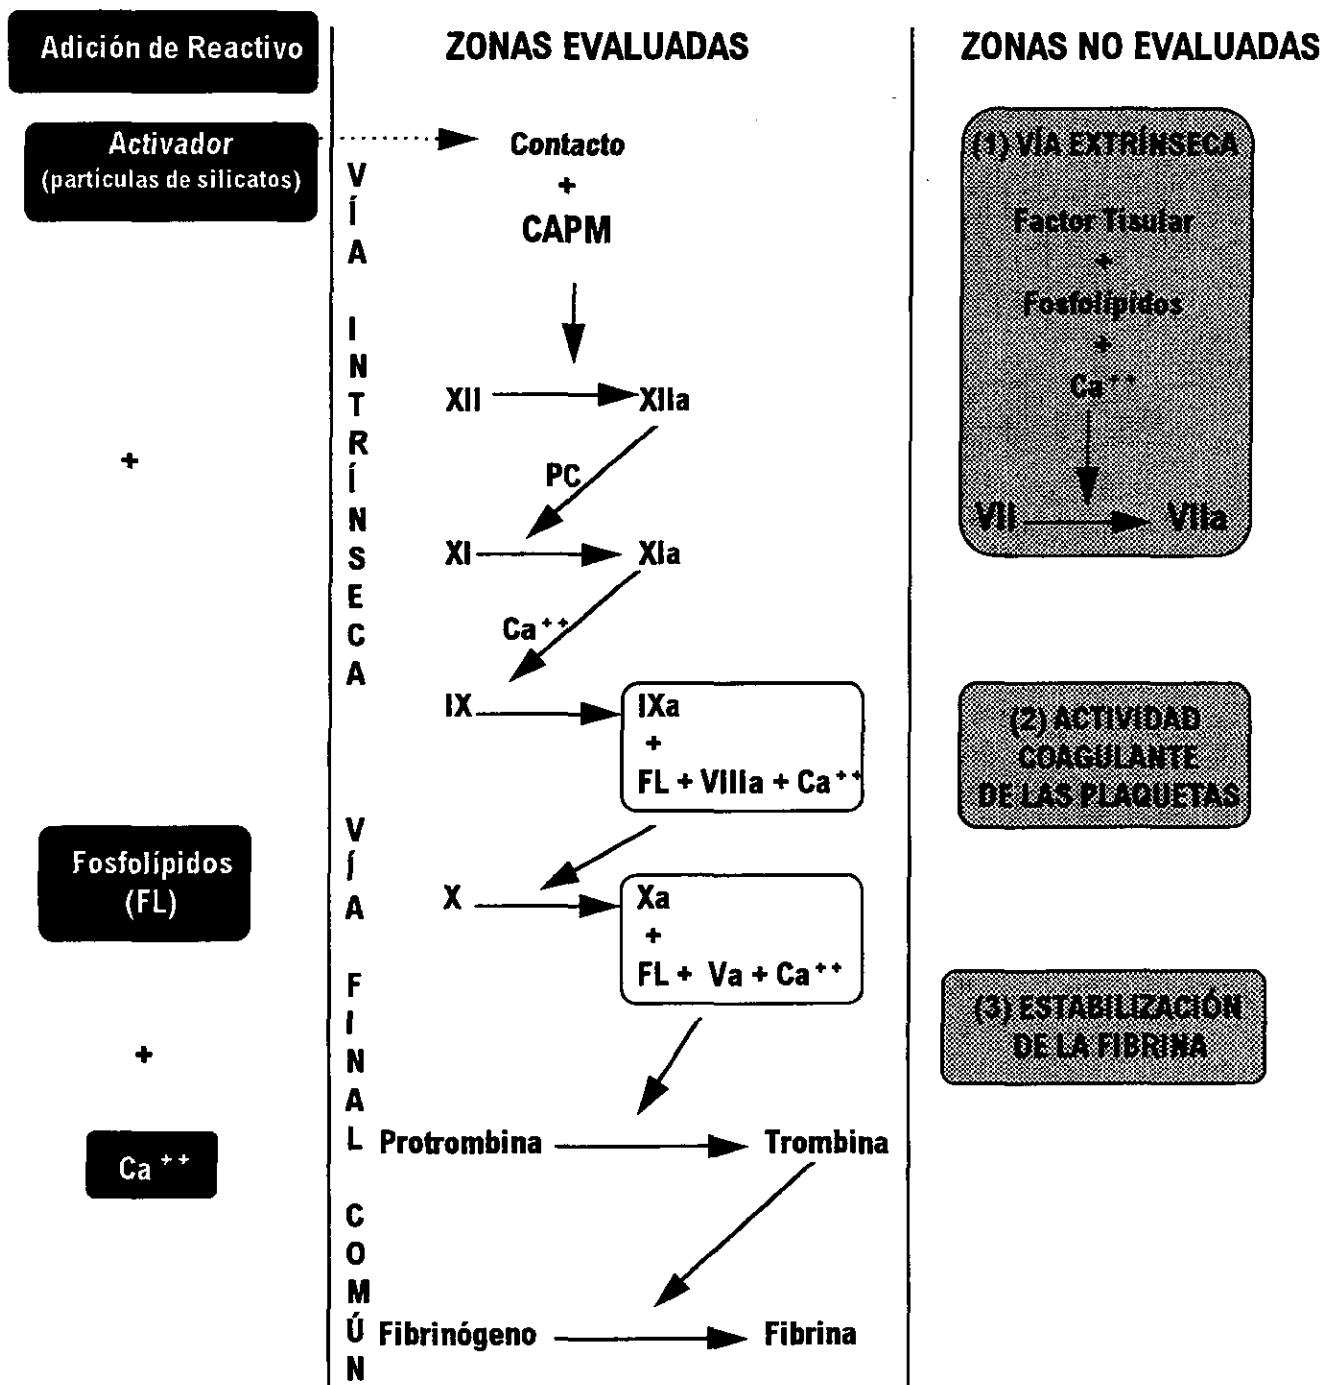 Adición de Reactivo
Activador
(partículas de silicatos)
+
Fosfolípidos
(FL)
+
Ca++
ZONAS EVALUADAS
VÍA INTRÍNSECA
VÍA FINAL COMÚN
Contacto
+
CAPM
XII
XIIa
PC
XI
XIa
Ca++
IX
IXa
+
FL + VIIIa + Ca++
X
Xa
+
FL + Va + Ca++
Protrombina
Trombina
Fibrinógeno
Fibrina
ZONAS NO EVALUADAS
(1) VÍA EXTRÍNSECA
Factor Tisular
+
Fosfolípidos
+
Ca++
VII
VIIa
(2) ACTIVIDAD
COAGULANTE
DE LAS PLAQUETAS
(3) ESTABILIZACIÓN
DE LA FIBRINA